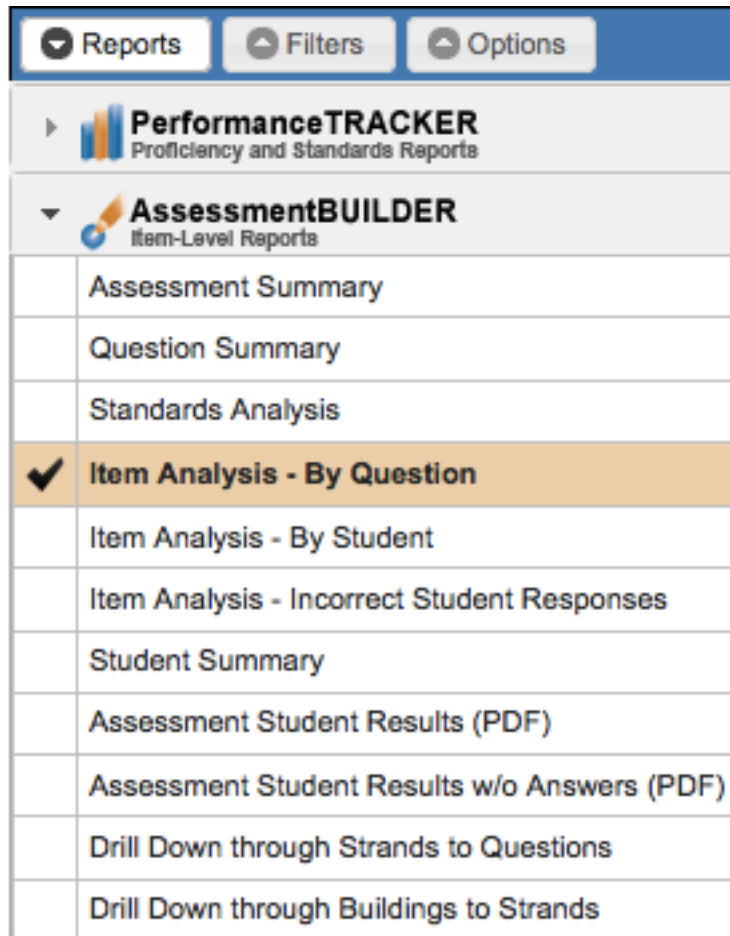 Reports Filters Options
PerformanceTRACKER
Proficiency and Standards Reports
AssessmentBUILDER
Item-Level Reports
Assessment Summary
Question Summary
Standards Analysis
Item Analysis - By Question
Item Analysis - By Student
Item Analysis - Incorrect Student Responses
Student Summary
Assessment Student Results (PDF)
Assessment Student Results w/o Answers (PDF)
Drill Down through Strands to Questions
Drill Down through Buildings to Strands